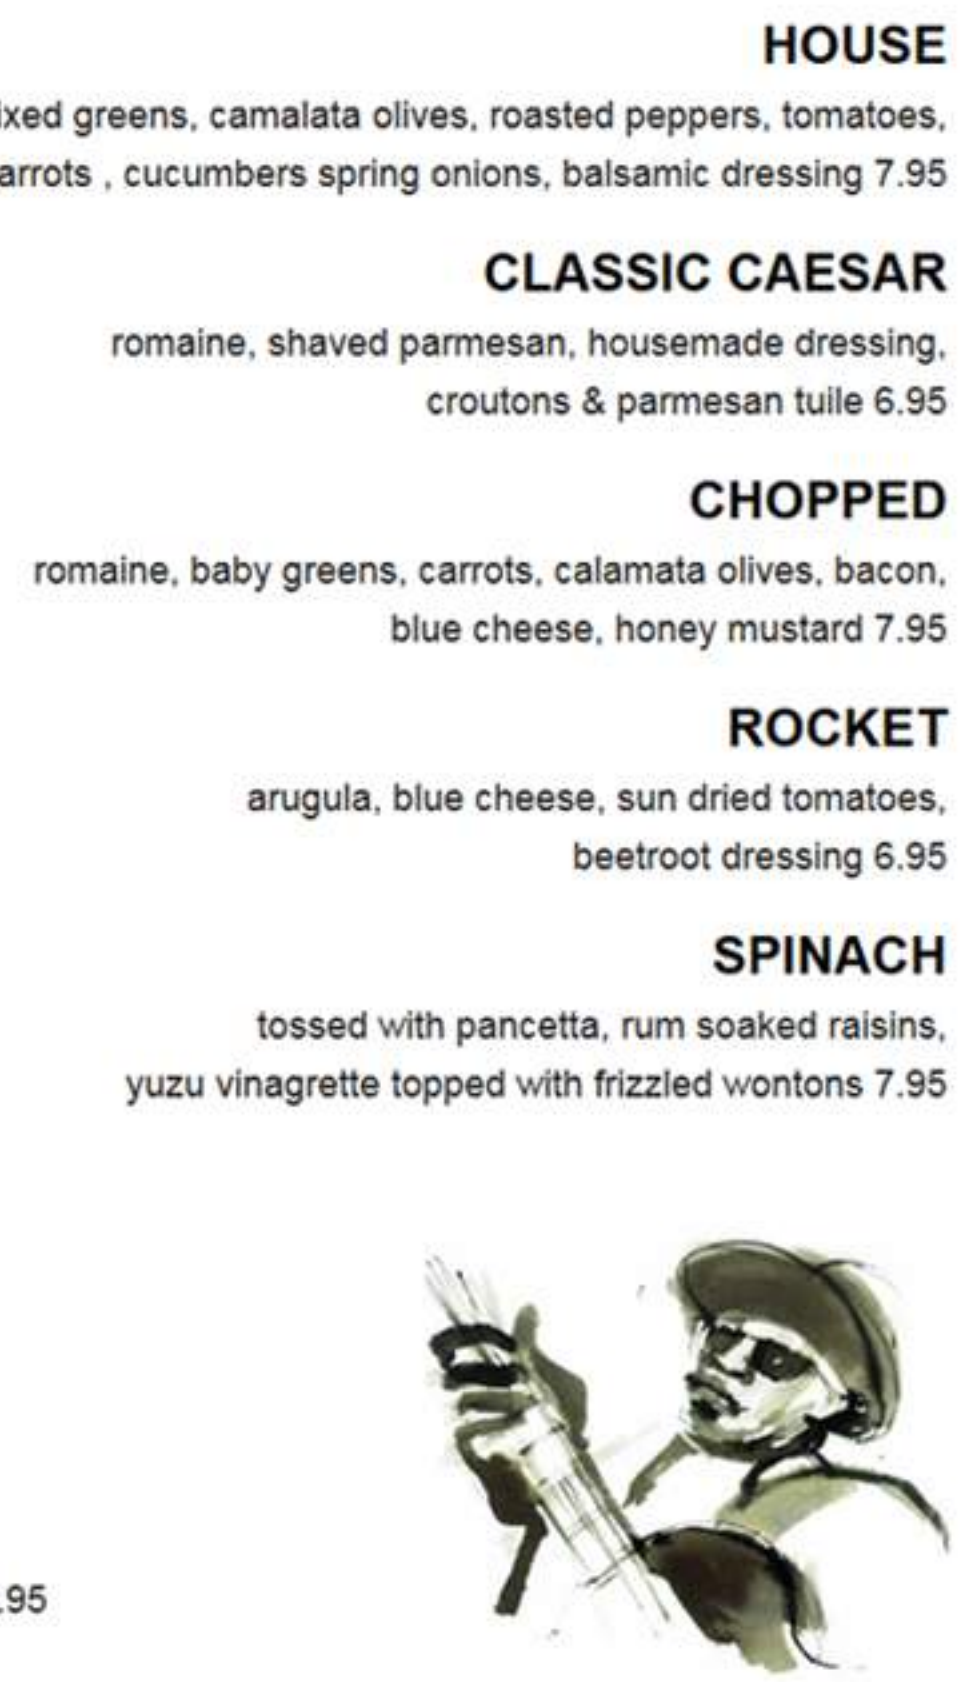 HOUSE
ixed greens, camalata olives, roasted peppers, tomatoes,
arrots , cucumbers spring onions, balsamic dressing 7.95
CLASSIC CAESAR
romaine, shaved parmesan, housemade dressing,
croutons & parmesan tuile 6.95
CHOPPED
romaine, baby greens, carrots, calamata olives, bacon,
blue cheese, honey mustard 7.95
ROCKET
arugula, blue cheese, sun dried tomatoes,
beetroot dressing 6.95
SPINACH
tossed with pancetta, rum soaked raisins,
yuzu vinagrette topped with frizzled wontons 7.95
.95